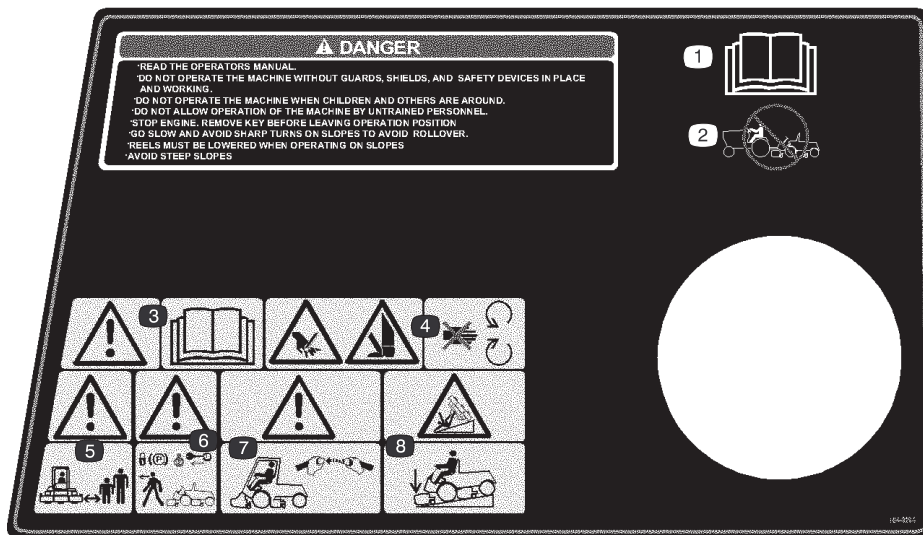 DANGER
·READ THE OPERATORS MANUAL.
·DO NOT OPERATE THE MACHINE WITHOUT GUARDS, SHIELDS, AND SAFETY DEVICES IN PLACE
AND WORKING.
·DO NOT OPERATE THE MACHINE WHEN CHILDREN AND OTHERS ARE AROUND.
·DO NOT ALLOW OPERATION OF THE MACHINE BY UNTRAINED PERSONNEL.
·STOP ENGINE. REMOVE KEY BEFORE LEAVING OPERATION POSITION
·GO SLOW AND AVOID SHARP TURNS ON SLOPES TO AVOID ROLLOVER.
·REELS MUST BE LOWERED WHEN OPERATING ON SLOPES
·AVOID STEEP SLOPES
1
2
3
4
5
6
7
8
(P)